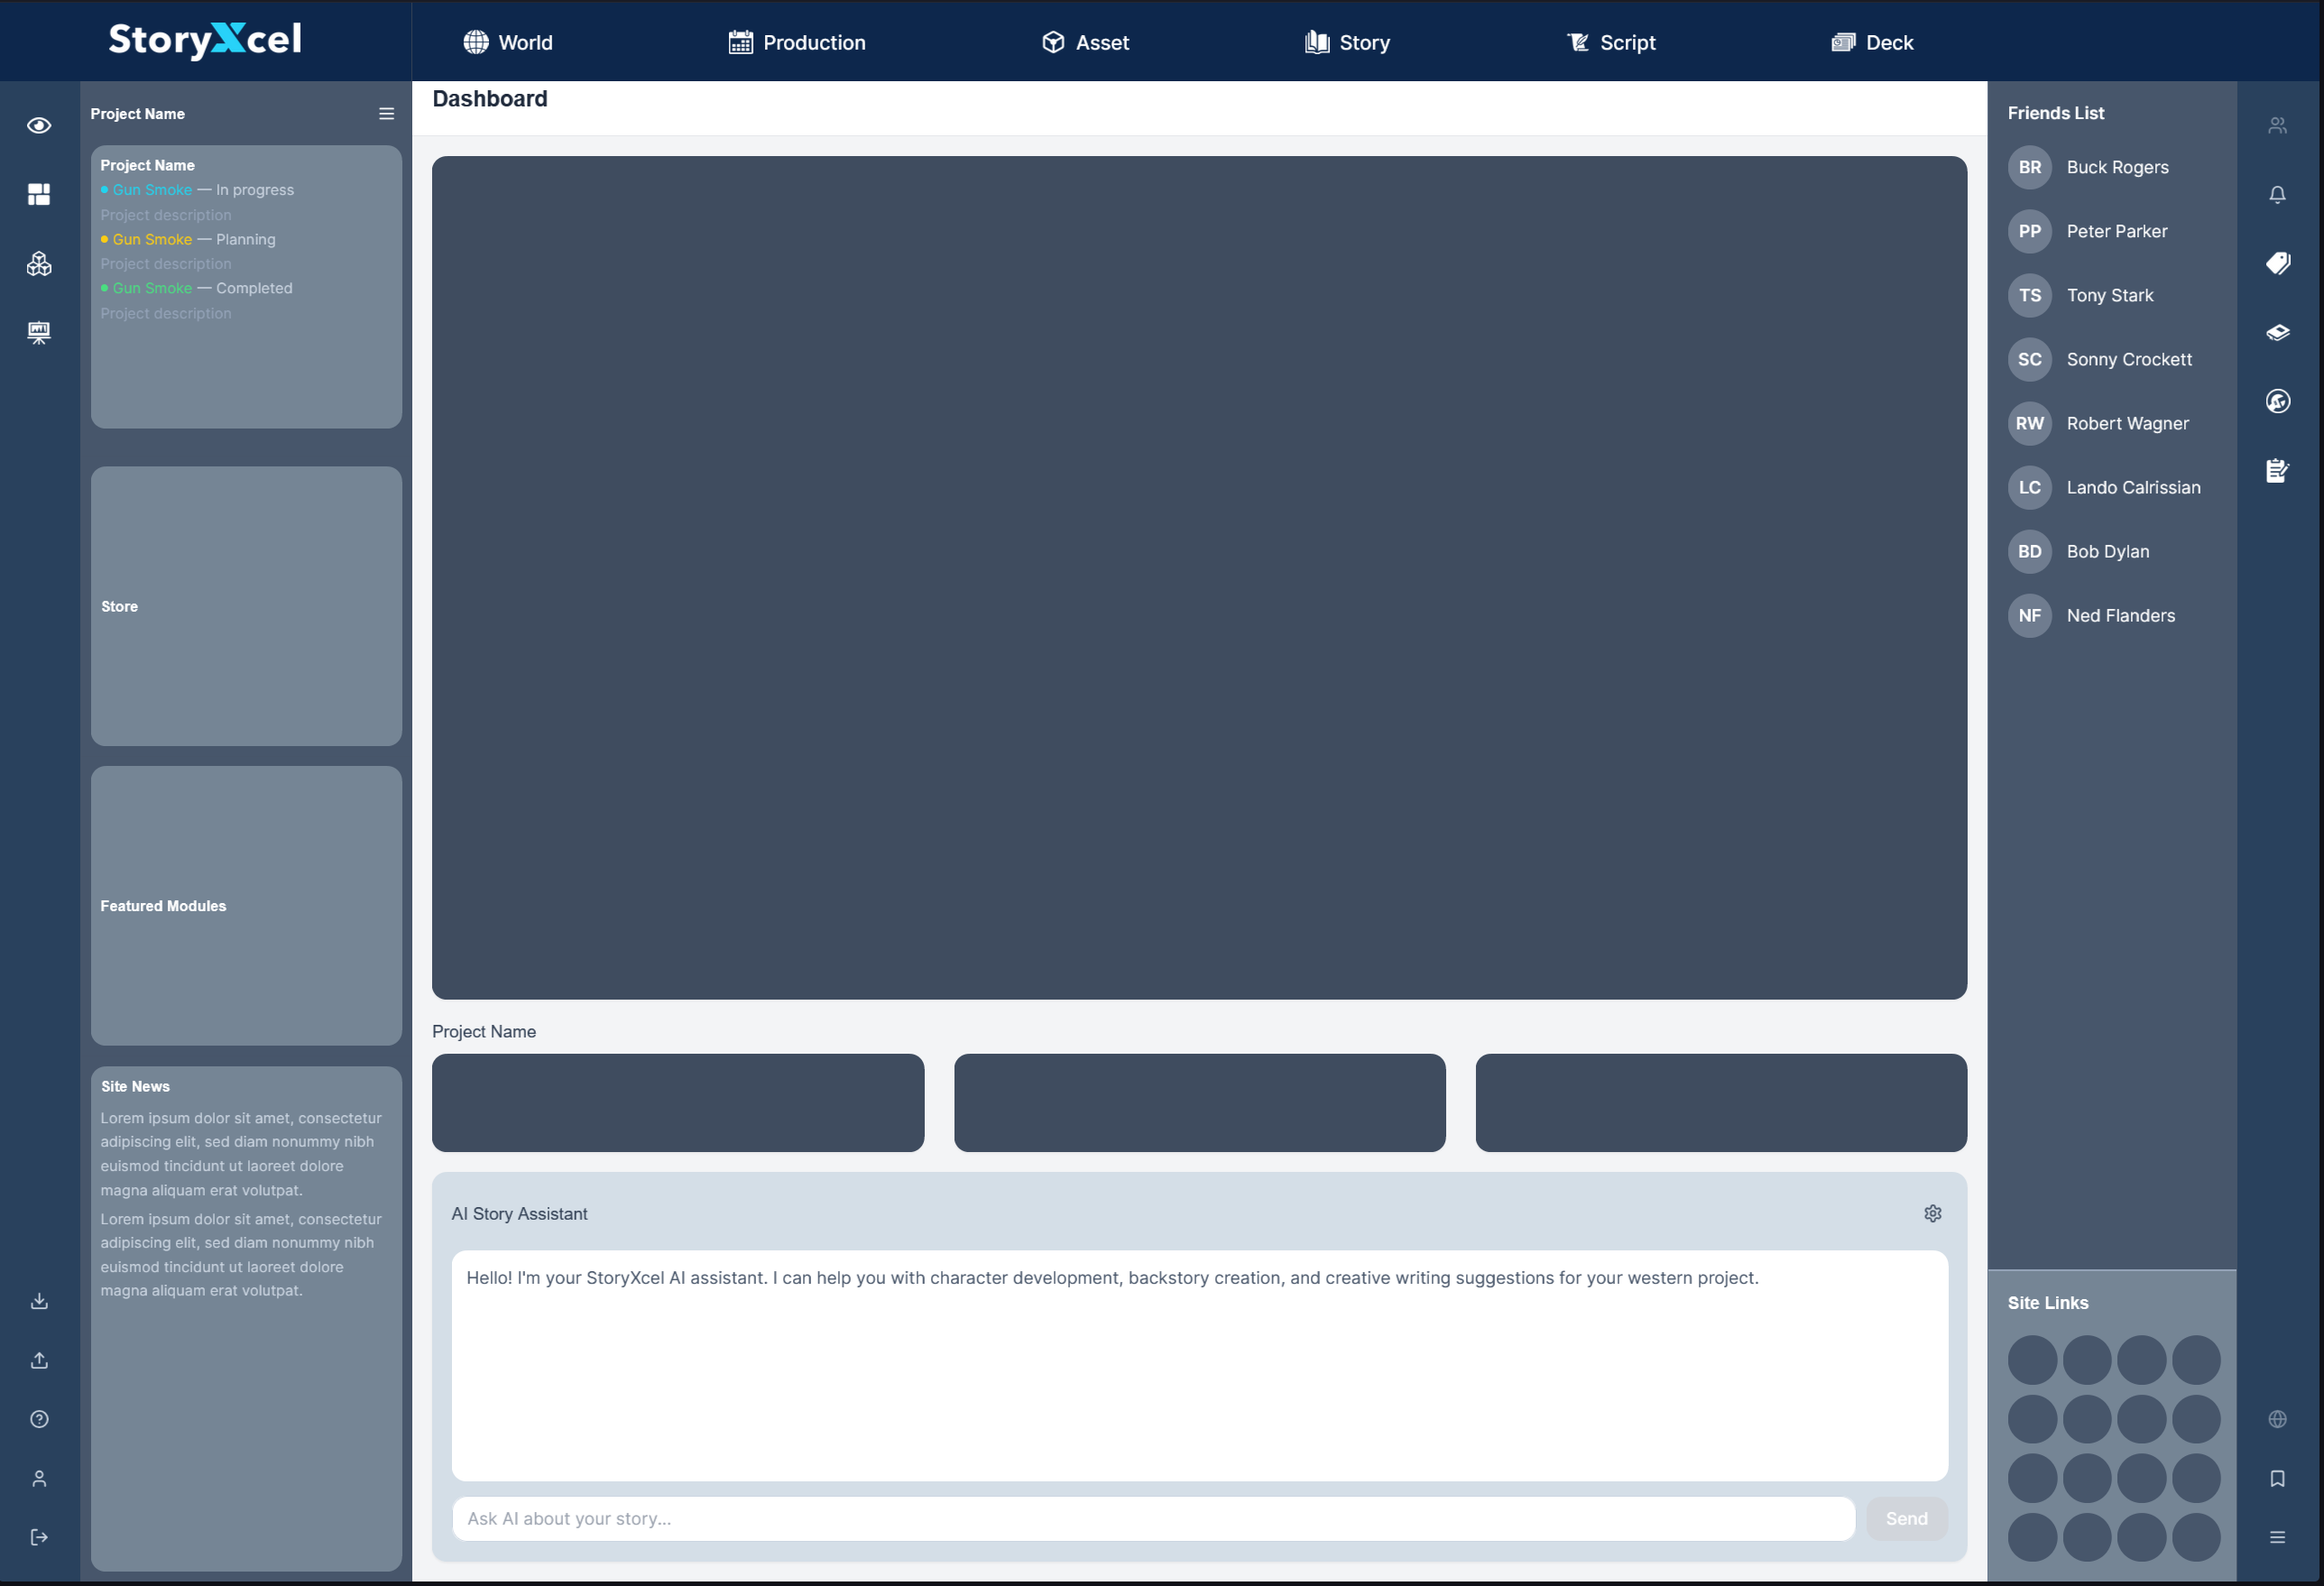 StoryXcel
World
Production
Asset
Story
Script
Deck
Project Name
Project Name
Gun Smoke — In progress
Project description
Gun Smoke — Planning
Project description
Gun Smoke — Completed
Project description
Store
Featured Modules
Site News
Lorem ipsum dolor sit amet, consectetur
adipiscing elit, sed diam nonummy nibh
euismod tincidunt ut laoreet dolore
magna aliquam erat volutpat.
Lorem ipsum dolor sit amet, consectetur
adipiscing elit, sed diam nonummy nibh
euismod tincidunt ut laoreet dolore
magna aliquam erat volutpat.
Dashboard
Project Name
AI Story Assistant
Hello! I'm your StoryXcel AI assistant. I can help you with character development, backstory creation, and creative writing suggestions for your western project.
Ask AI about your story...
Send
Friends List
BR Buck Rogers
PP Peter Parker
TS Tony Stark
SC Sonny Crockett
RW Robert Wagner
LC Lando Calrissian
BD Bob Dylan
NF Ned Flanders
Site Links